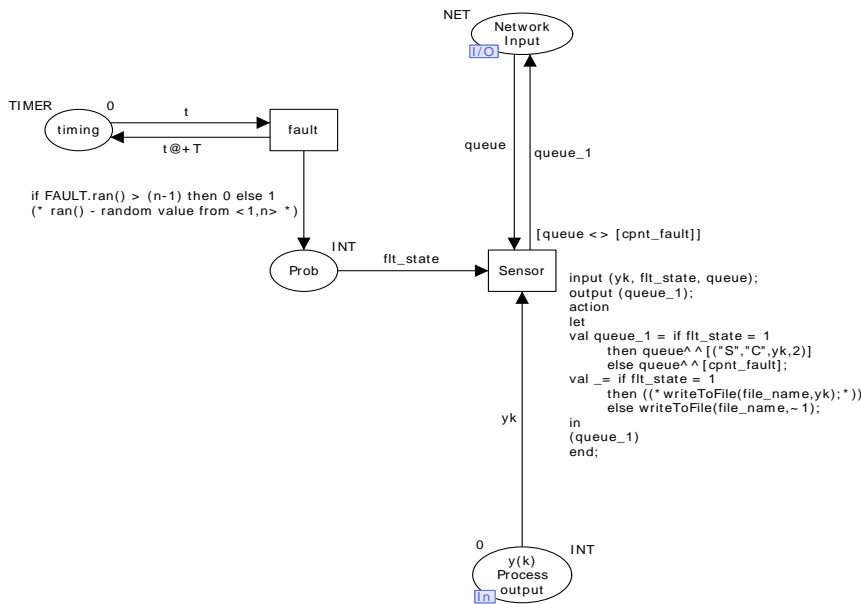 NET
Network
Input
I/O
TIMER
0
t
timing
fault
t@+T
queue
queue_1
if FAULT.ran() > (n-1) then 0 else 1
(* ran() - random value from <1,n> *)
[queue <> [cpnt_fault]]
INT
Prob
flt_state
Sensor
input (yk, flt_state, queue);
output (queue_1);
action
let
val queue_1 = if flt_state = 1
then queue^^[("S","C",yk,2)]
else queue^^[cpnt_fault];
val _= if flt_state = 1
then ((*writeToFile(file_name,yk);*))
else writeToFile(file_name,~1);
in
(queue_1)
end;
yk
0
INT
y(k)
Process
output
In